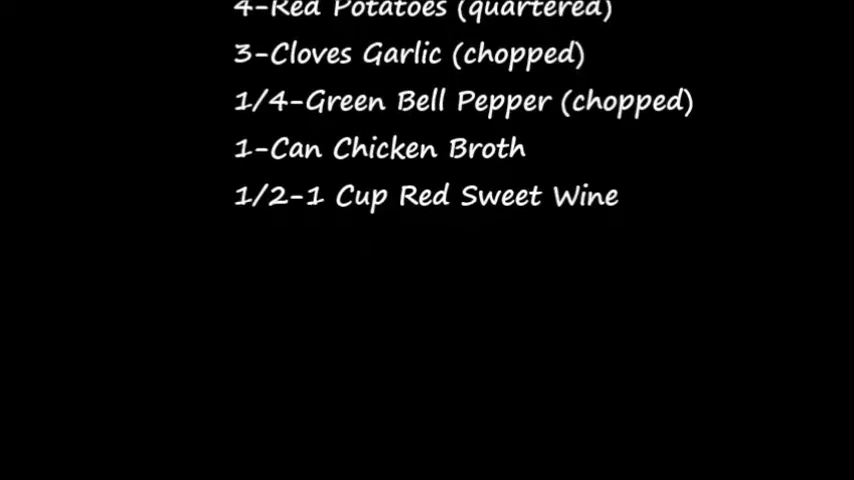 4-Red Potatoes (quartered)
3-Cloves Garlic (chopped)
1/4-Green Bell Pepper (chopped)
1-Can Chicken Broth
1/2-1 Cup Red Sweet Wine